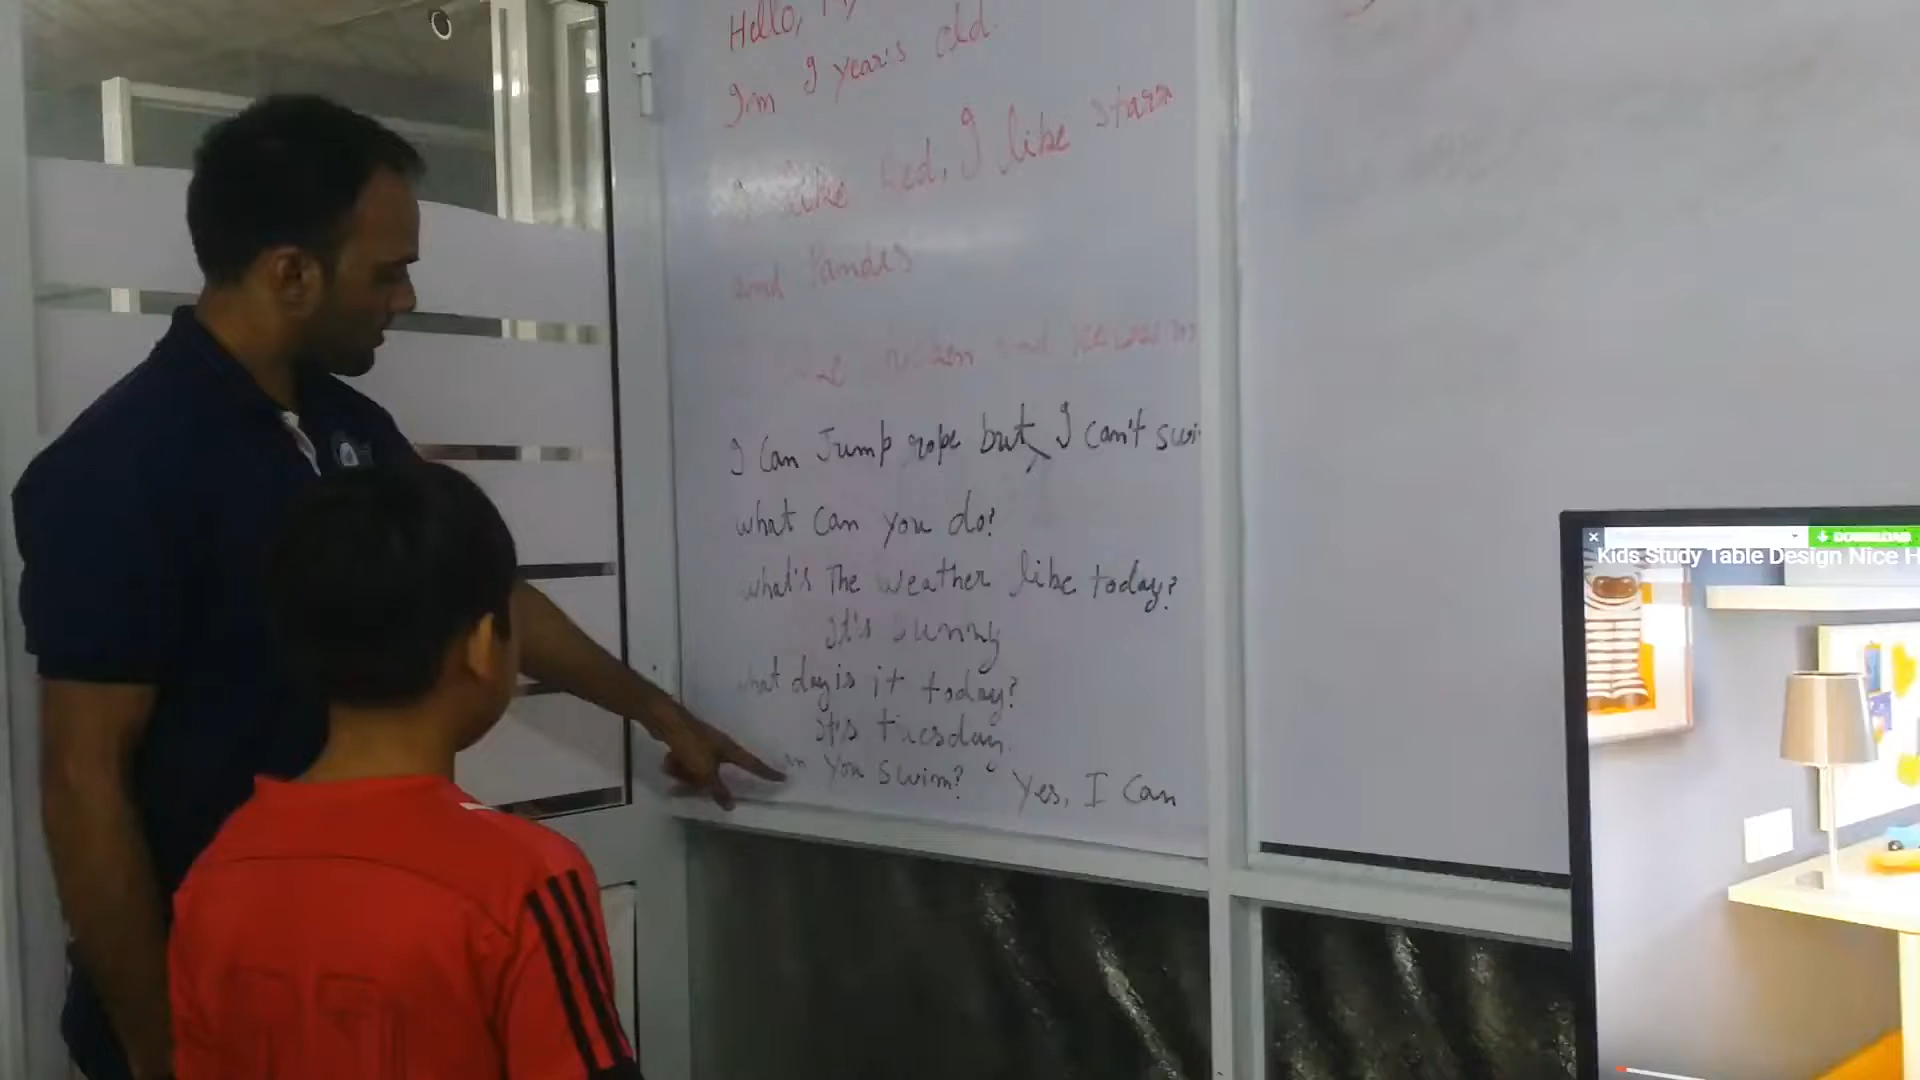 Hello,
I'm 9 year's old.
I like Red, I like stars
and Pandas
and
I Can Jump rope but I can't
what can you do?
what's The weather like today?
It's sunny
what day is it today?
It's tuesday.
you swim? Yes, I Can
DOWNLOAD
Kids Study Table Design Nice